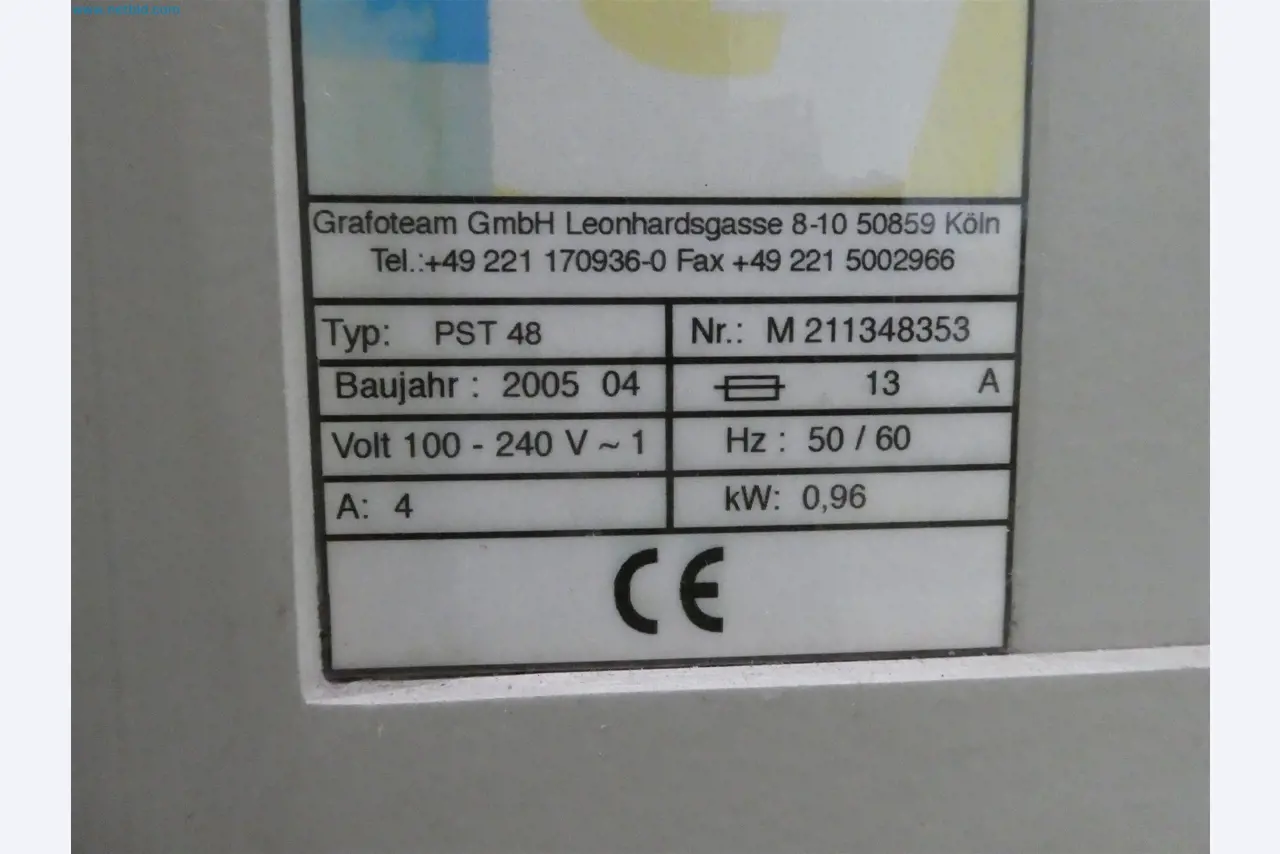 Grafoteam GmbH Leonhardsgasse 8-10 50859 Köln
Tel.:+49 221 170936-0 Fax +49 221 5002966
Typ: PST 48 Nr.: M 211348353
Baujahr : 2005 04 13 A
Volt 100 - 240 V ~ 1 Hz : 50 / 60
A: 4 kW: 0,96
CE